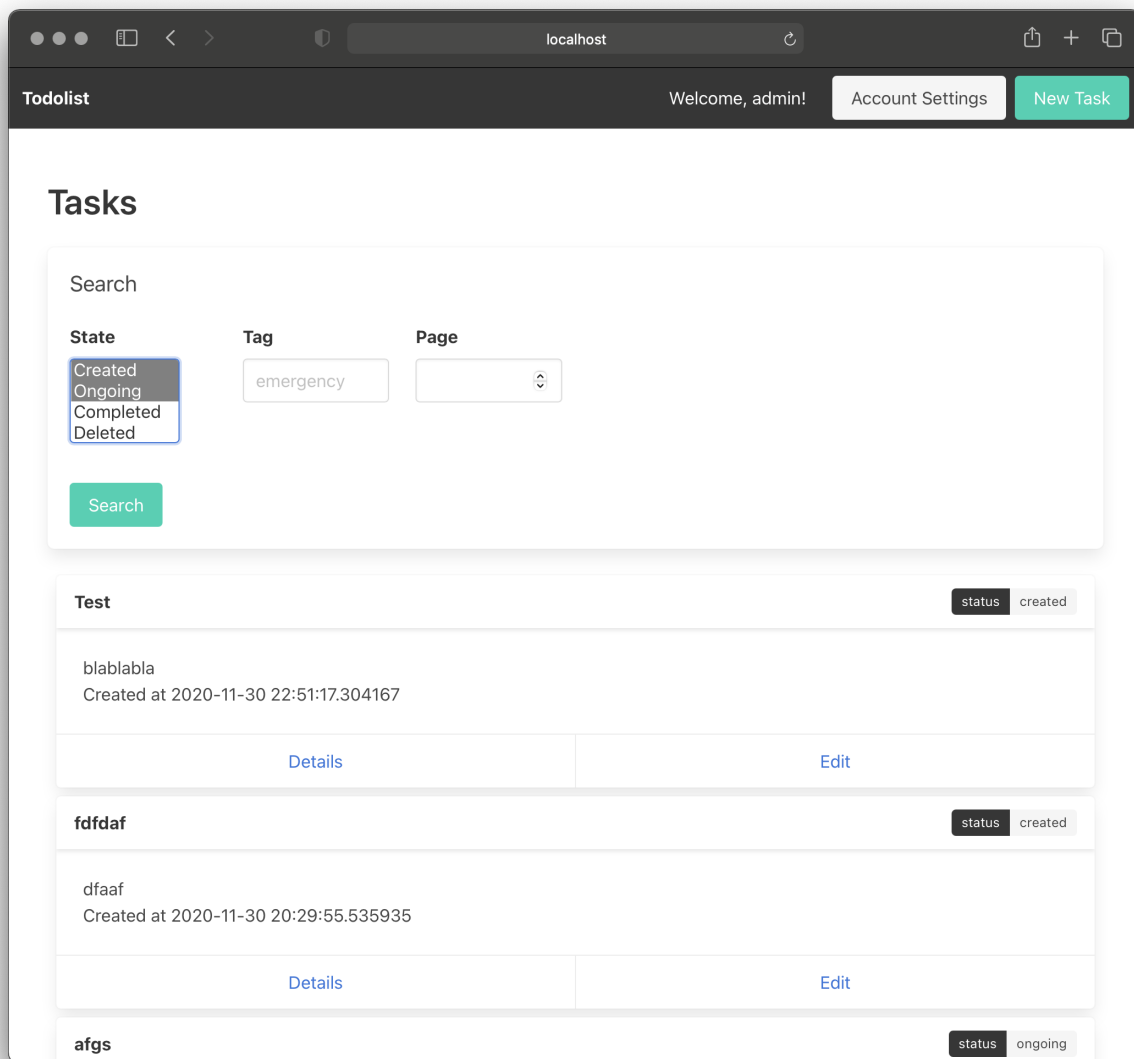 localhost
Todolist
Welcome, admin!
Account Settings
New Task
Tasks
Search
State
Tag
Page
Created
Ongoing
Completed
Deleted
emergency
Search
Test
status created
blablabla
Created at 2020-11-30 22:51:17.304167
Details
Edit
fdfdaf
status created
dfaaf
Created at 2020-11-30 20:29:55.535935
Details
Edit
afgs
status ongoing